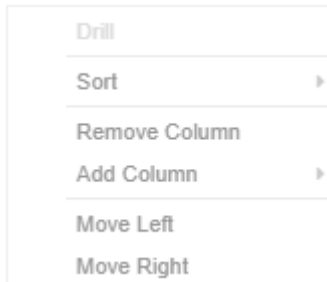 Drill
Sort
Remove Column
Add Column
Move Left
Move Right